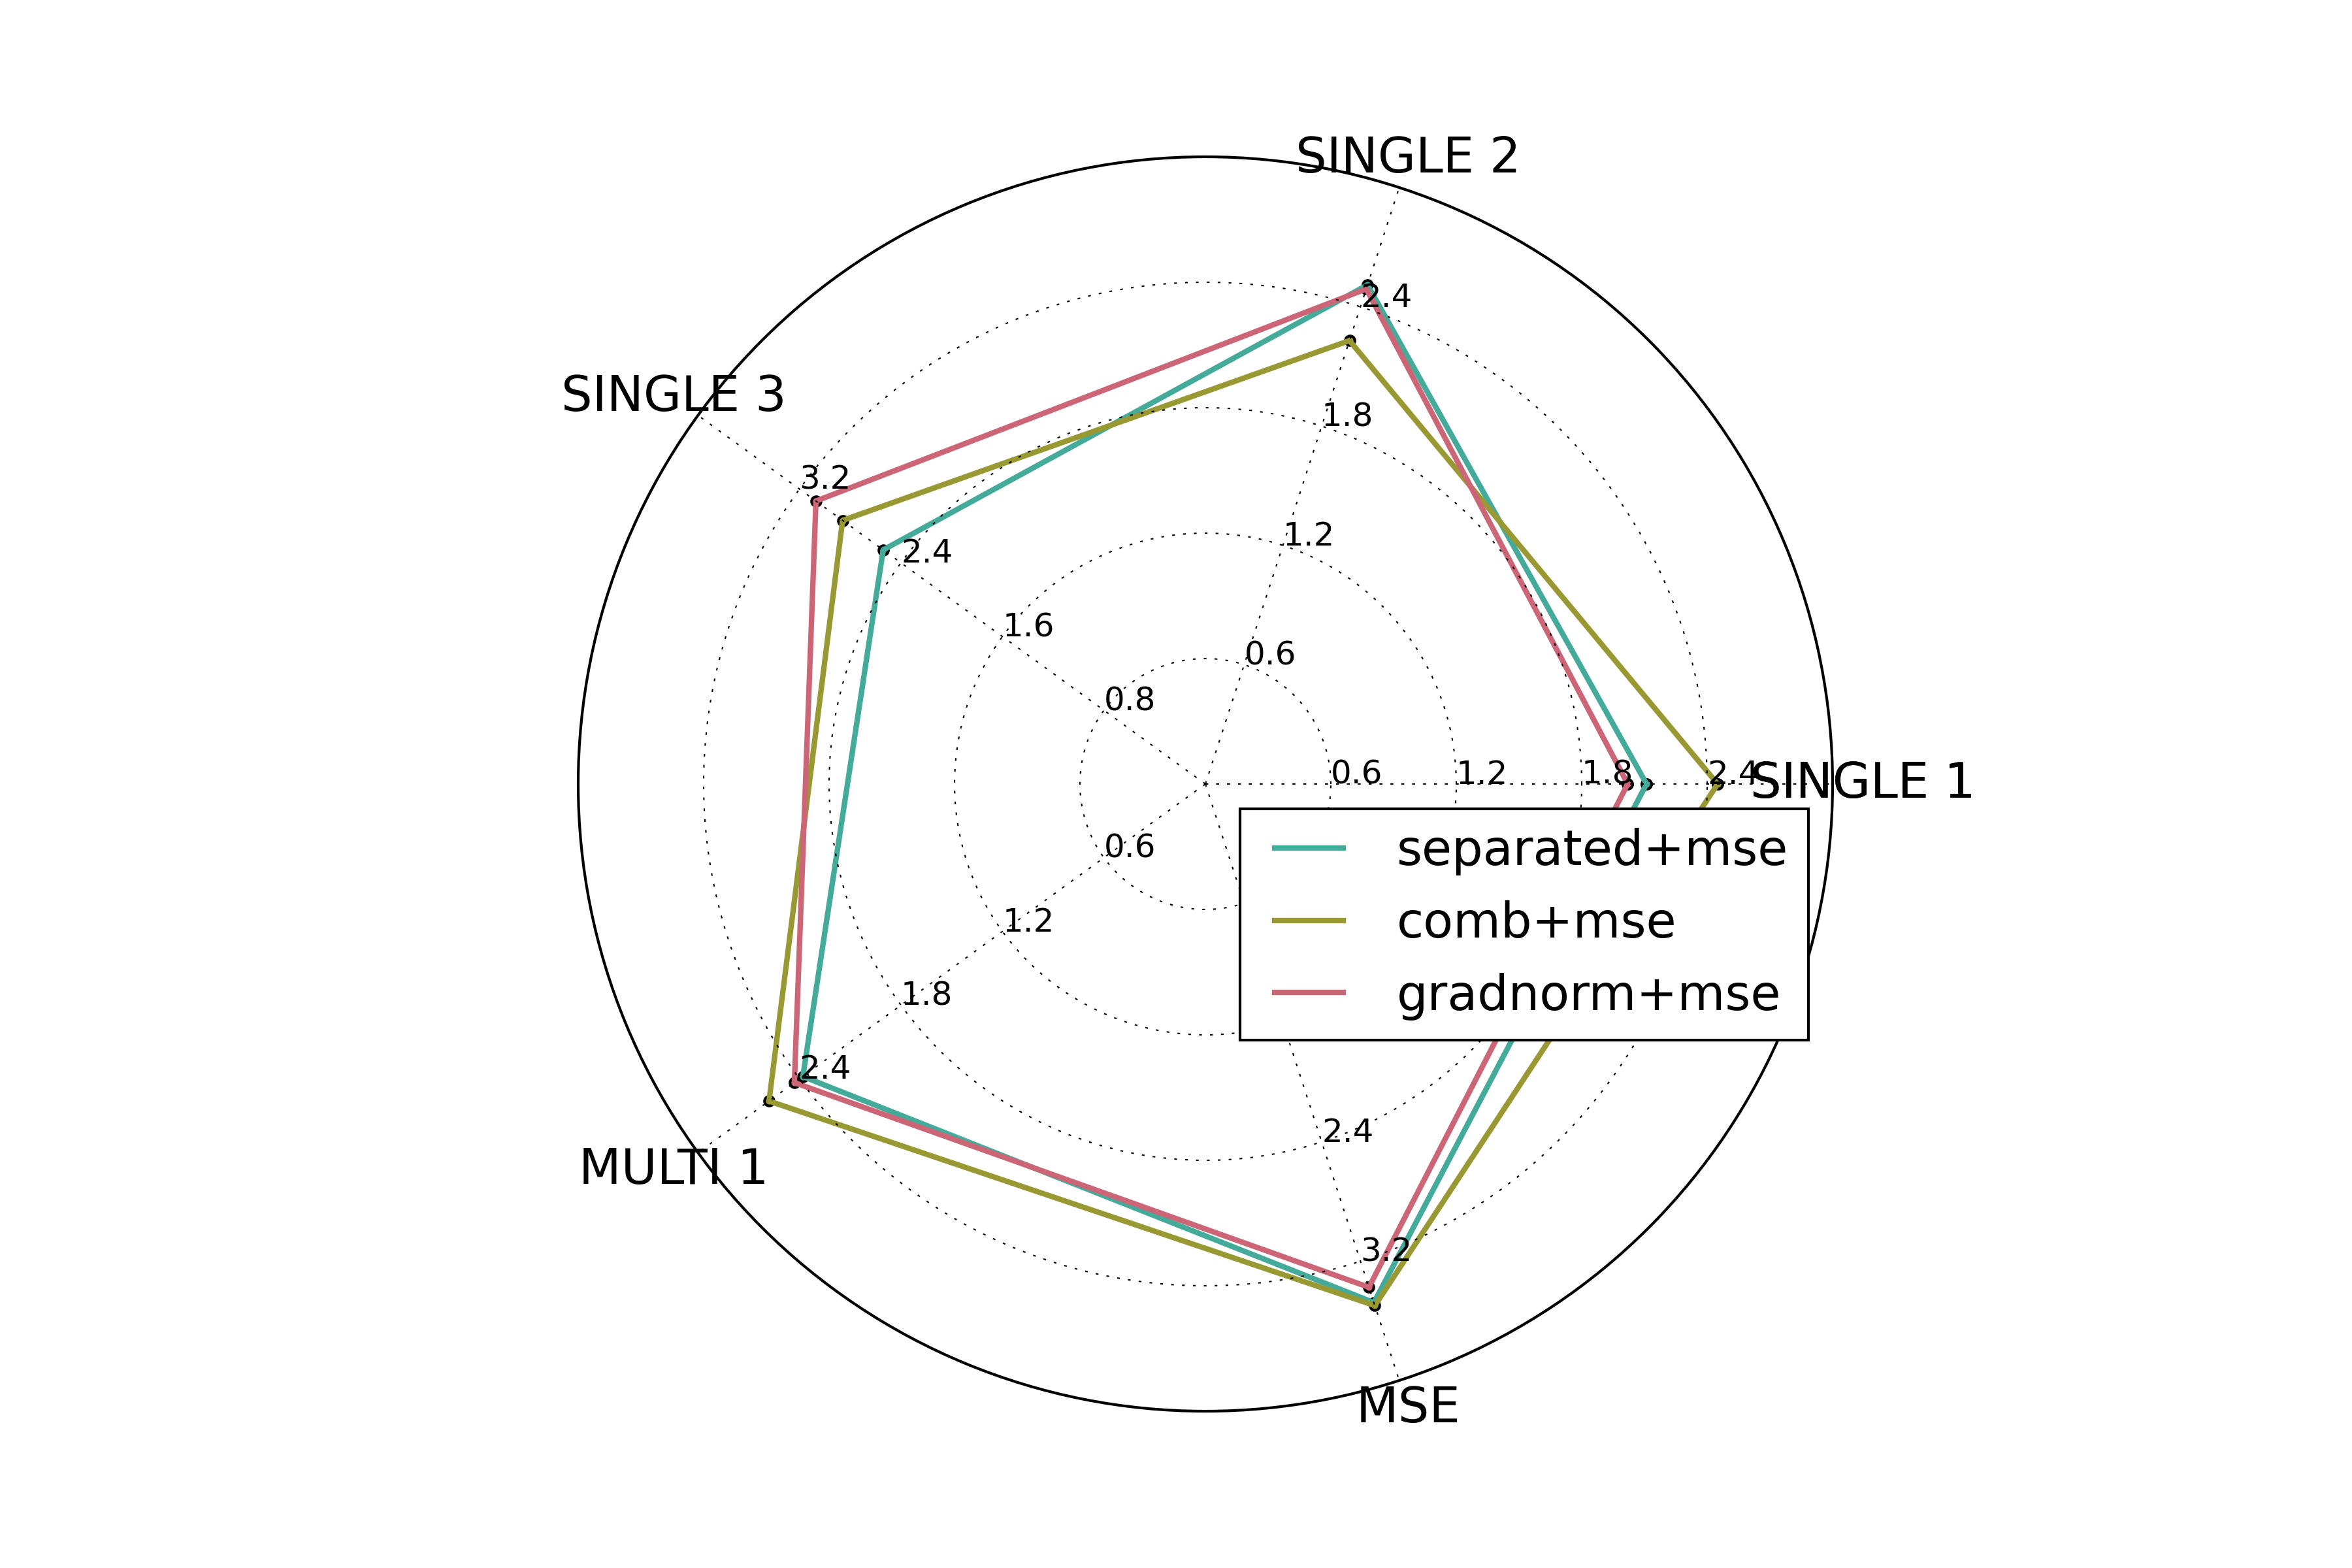 SINGLE 2
2.4
SINGLE 3
1.8
3.2
1.2
2.4
1.6
0.6
0.8
0.6 1.2 1.8 2.4 SINGLE 1
0.6
separated+mse
1.2
comb+mse
1.8
gradnorm+mse
2.4
2.4
MULTI 1
3.2
MSE